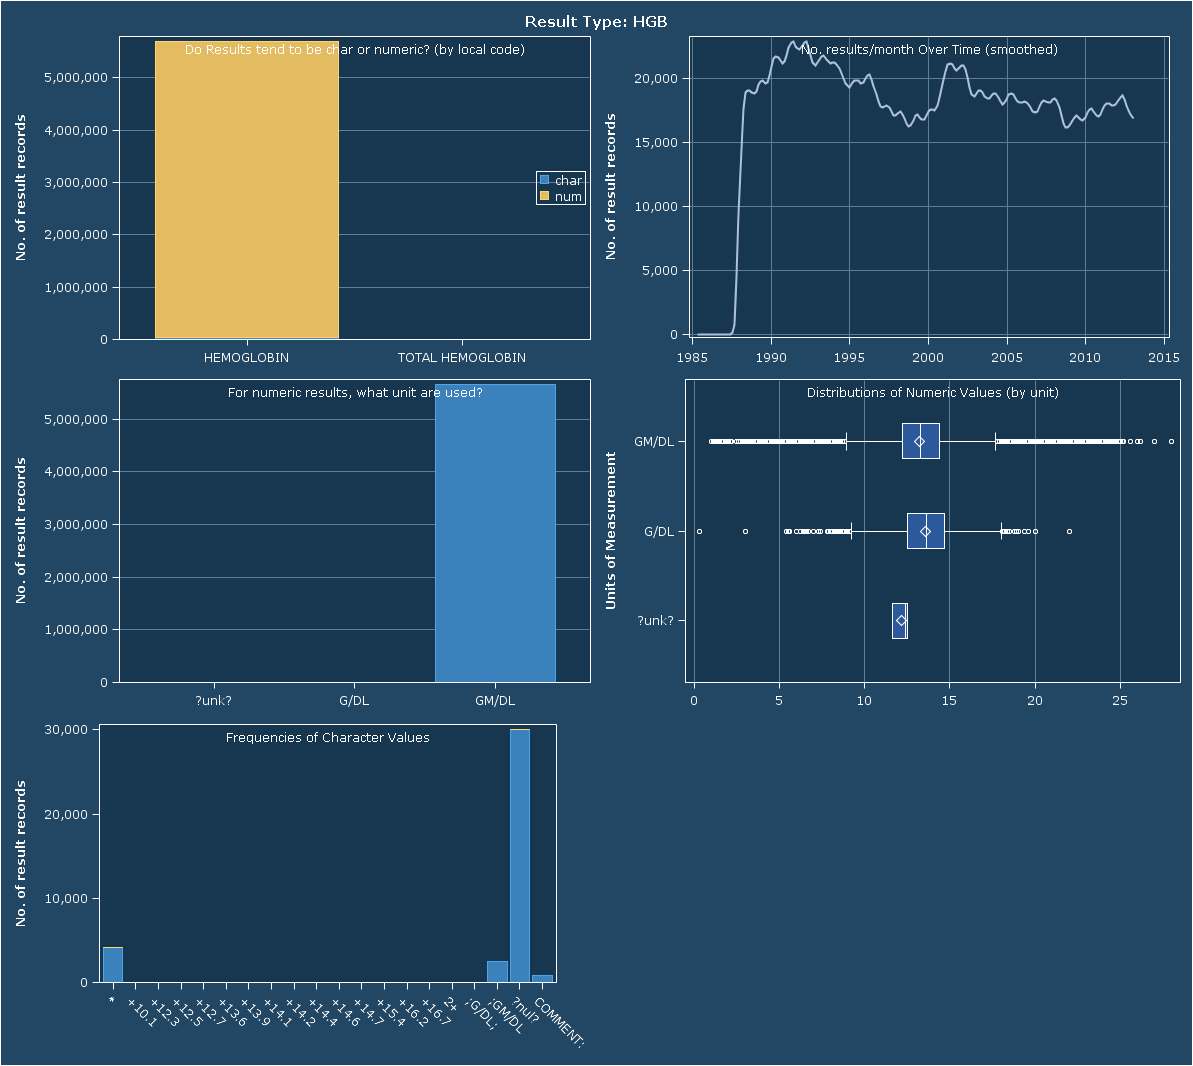 Result Type: HGB
Do Results tend to be char or numeric? (by local code)
No. of result records
5,000,000
4,000,000
3,000,000
2,000,000
1,000,000
0
char
num
HEMOGLOBIN TOTAL HEMOGLOBIN
No. results/month Over Time (smoothed)
No. of result records
20,000
15,000
10,000
5,000
0
1985 1990 1995 2000 2005 2010 2015
For numeric results, what unit are used?
No. of result records
5,000,000
4,000,000
3,000,000
2,000,000
1,000,000
0
?unk? G/DL GM/DL
Distributions of Numeric Values (by unit)
Units of Measurement
GM/DL
G/DL
?unk?
0 5 10 15 20 25
Frequencies of Character Values
No. of result records
30,000
20,000
10,000
0
*
+10.1
+12.3
+12.5
+12.7
+13.6
+13.9
+14.1
+14.2
+14.4
+14.6
+14.7
+15.4
+16.2
+16.7
2+
;G/DL;
;GM/DL
?nul?
COMMENT: